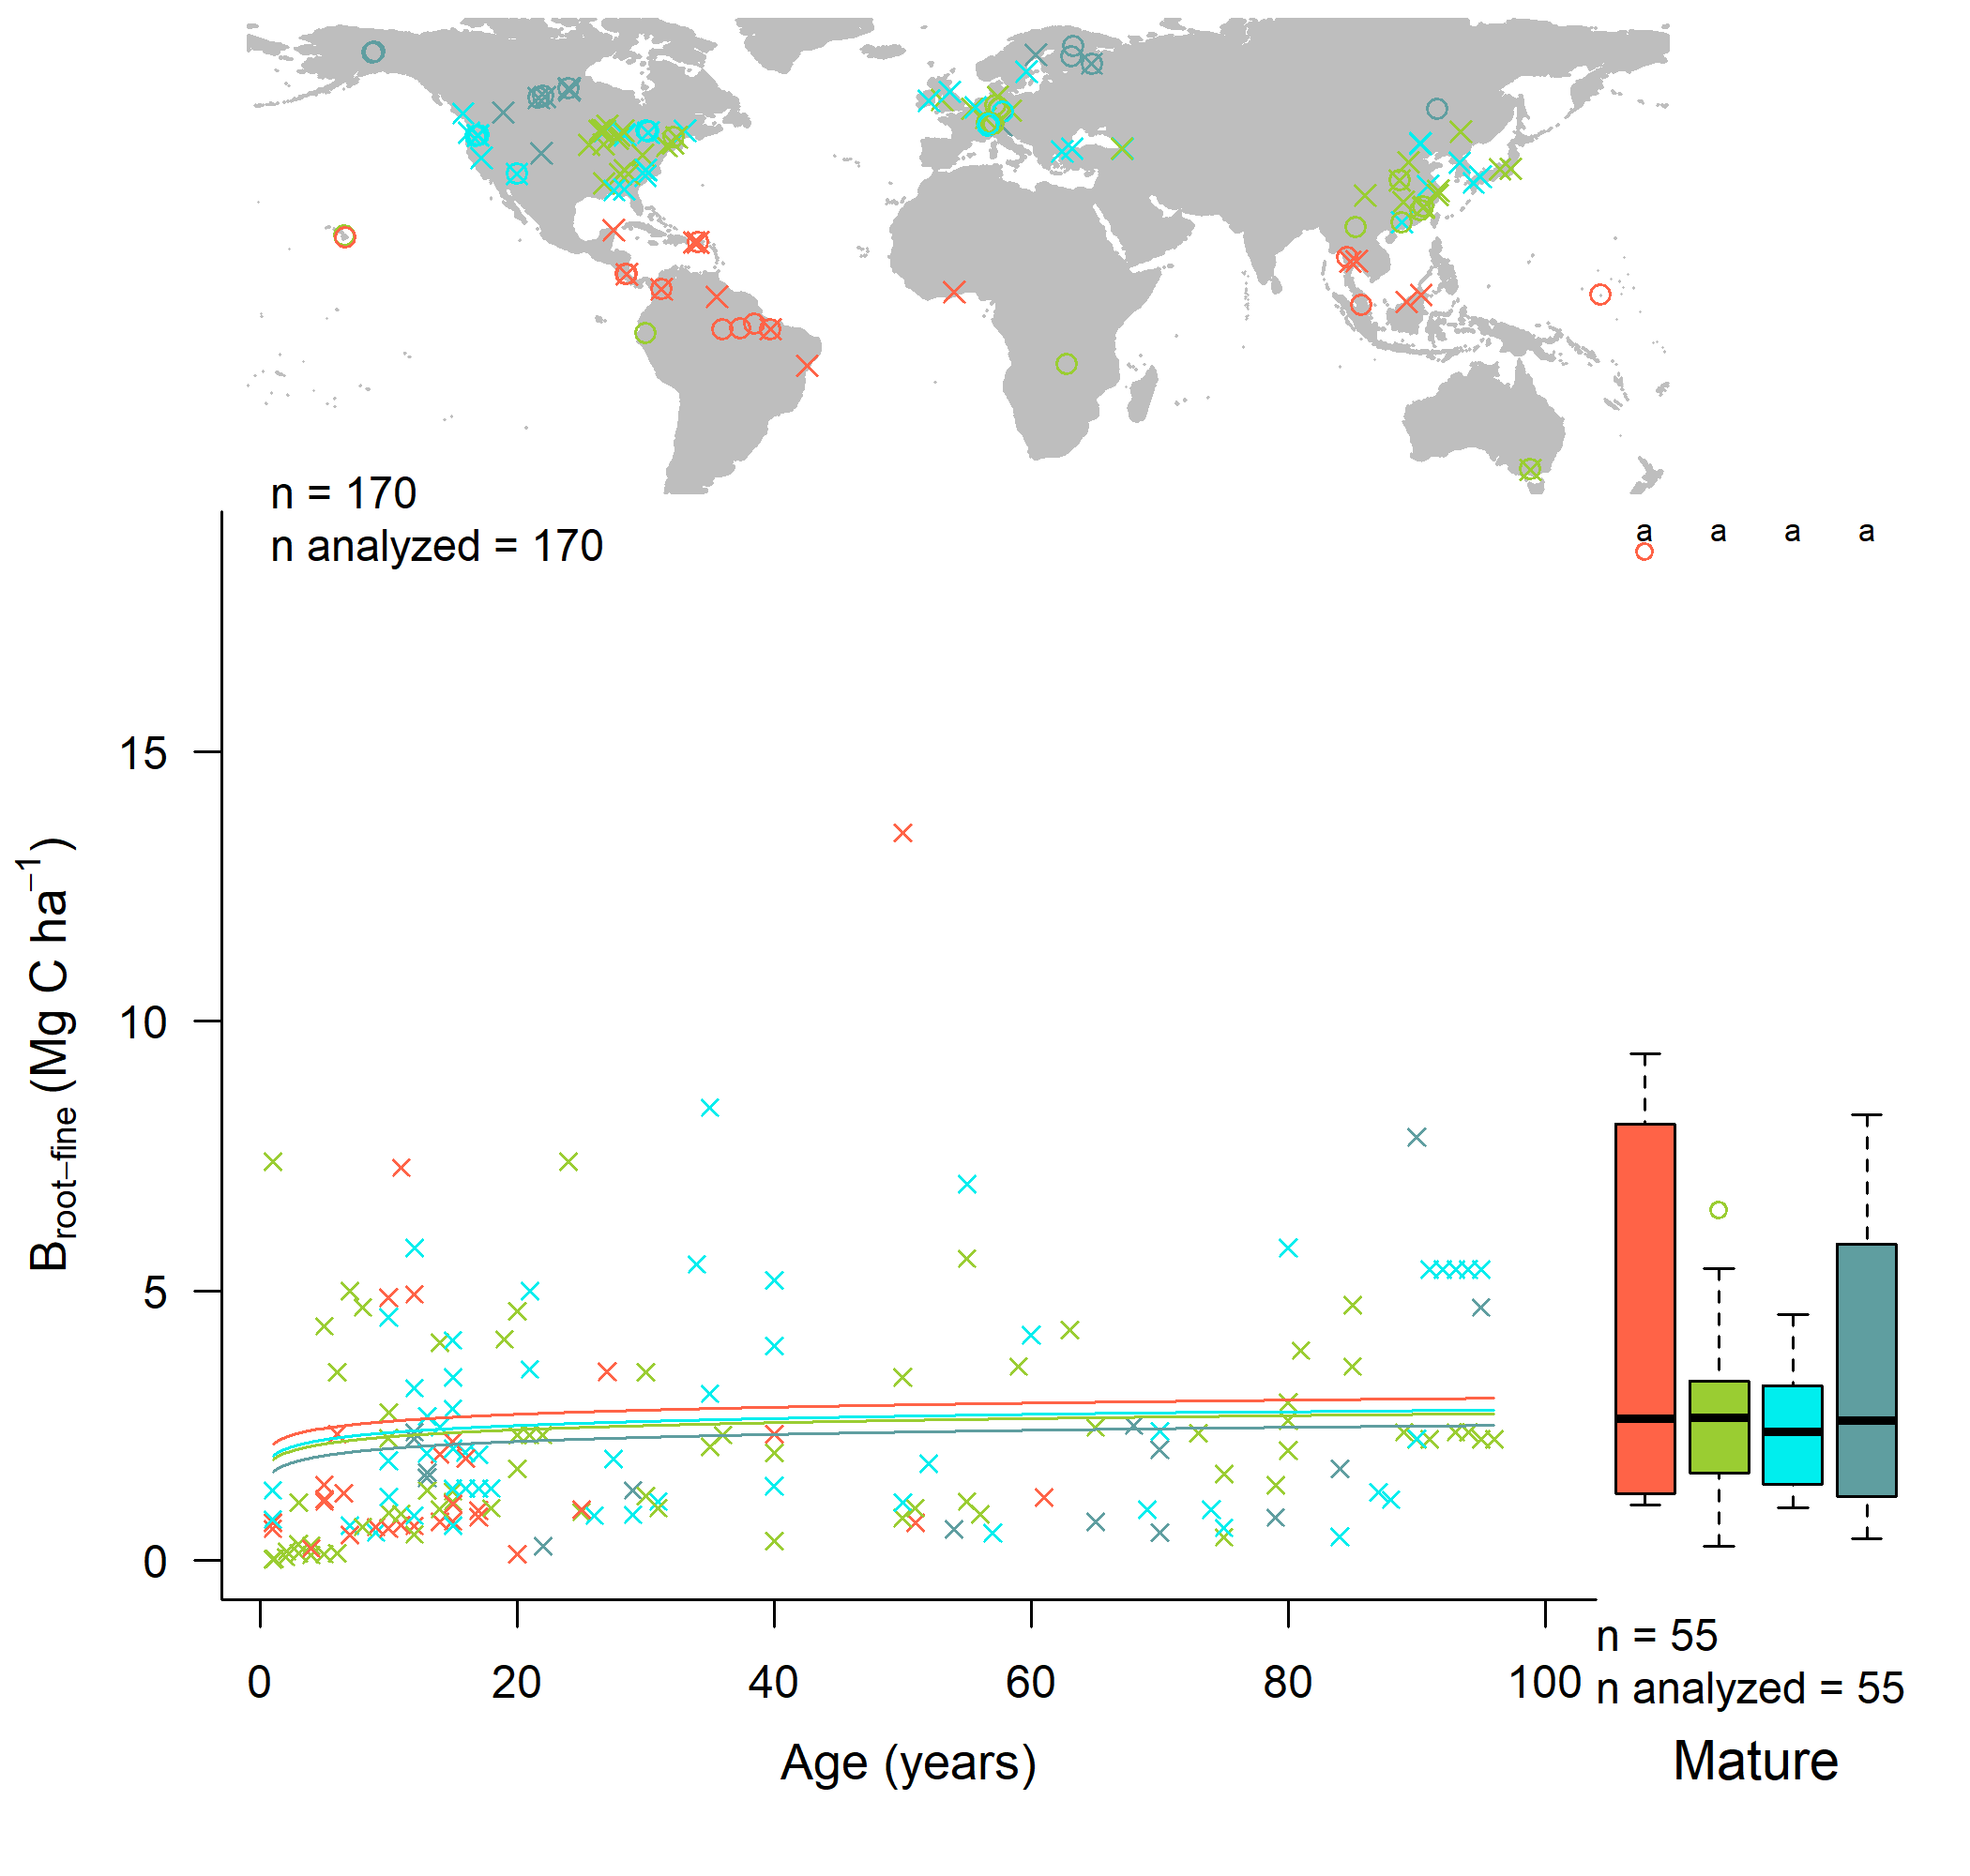 n = 170
n analyzed = 170
a a a a
15
10
5
0
B root−fine (Mg C ha−1)
0 20 40 60 80 100
Age (years)
n = 55
n analyzed = 55
Mature